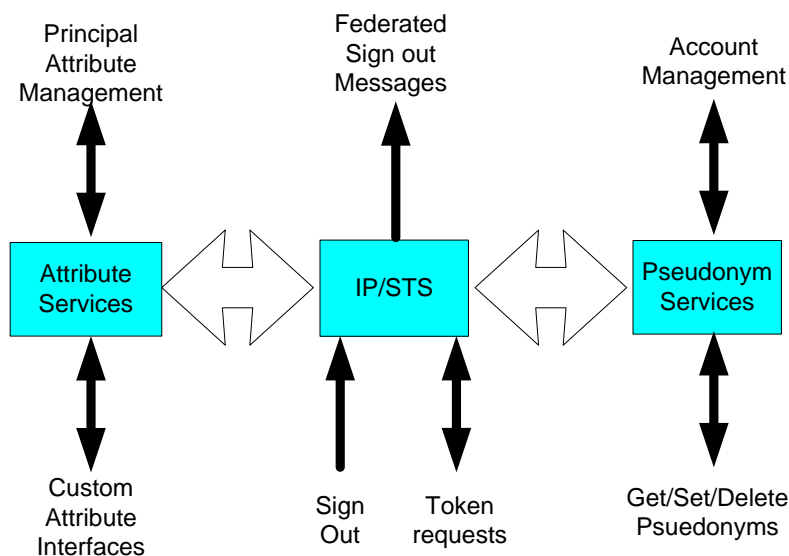 Principal
Attribute
Management
Federated
Sign out
Messages
Account
Management
Attribute
Services
IP/STS
Pseudonym
Services
Custom
Attribute
Interfaces
Sign
Out
Token
requests
Get/Set/Delete
Psuedonyms